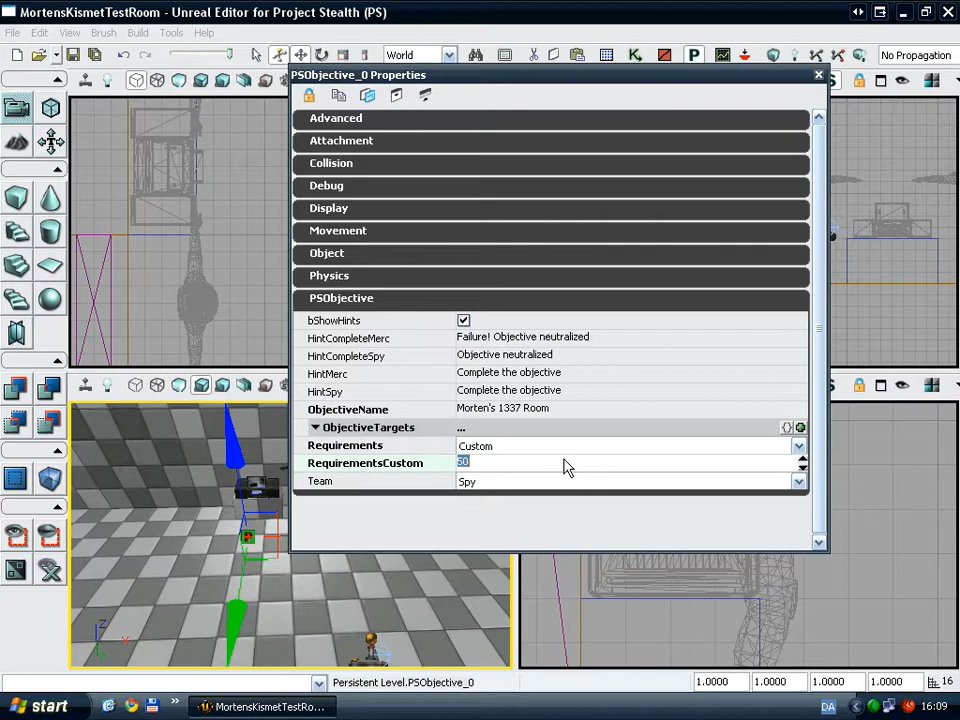 MortensKismetTestRoom - Unreal Editor for Project Stealth (PS)
File Edit View Brush Build Tools Help
World
No Propagation
PSObjective_0 Properties
Advanced
Attachment
Collision
Debug
Display
Movement
Object
Physics
PSObjective
bShowHints
HintCompleteMerc Failure! Objective neutralized
HintCompleteSpy Objective neutralized
HintMerc Complete the objective
HintSpy Complete the objective
ObjectiveName Morten's 1337 Room
ObjectiveTargets ...
Requirements Custom
RequirementsCustom 50
Team Spy
Z X
Persistent Level.PSObjective_0 1.0000 1.0000 1.0000 1.0000 16
start MortensKismetTestRo... DA 16:09